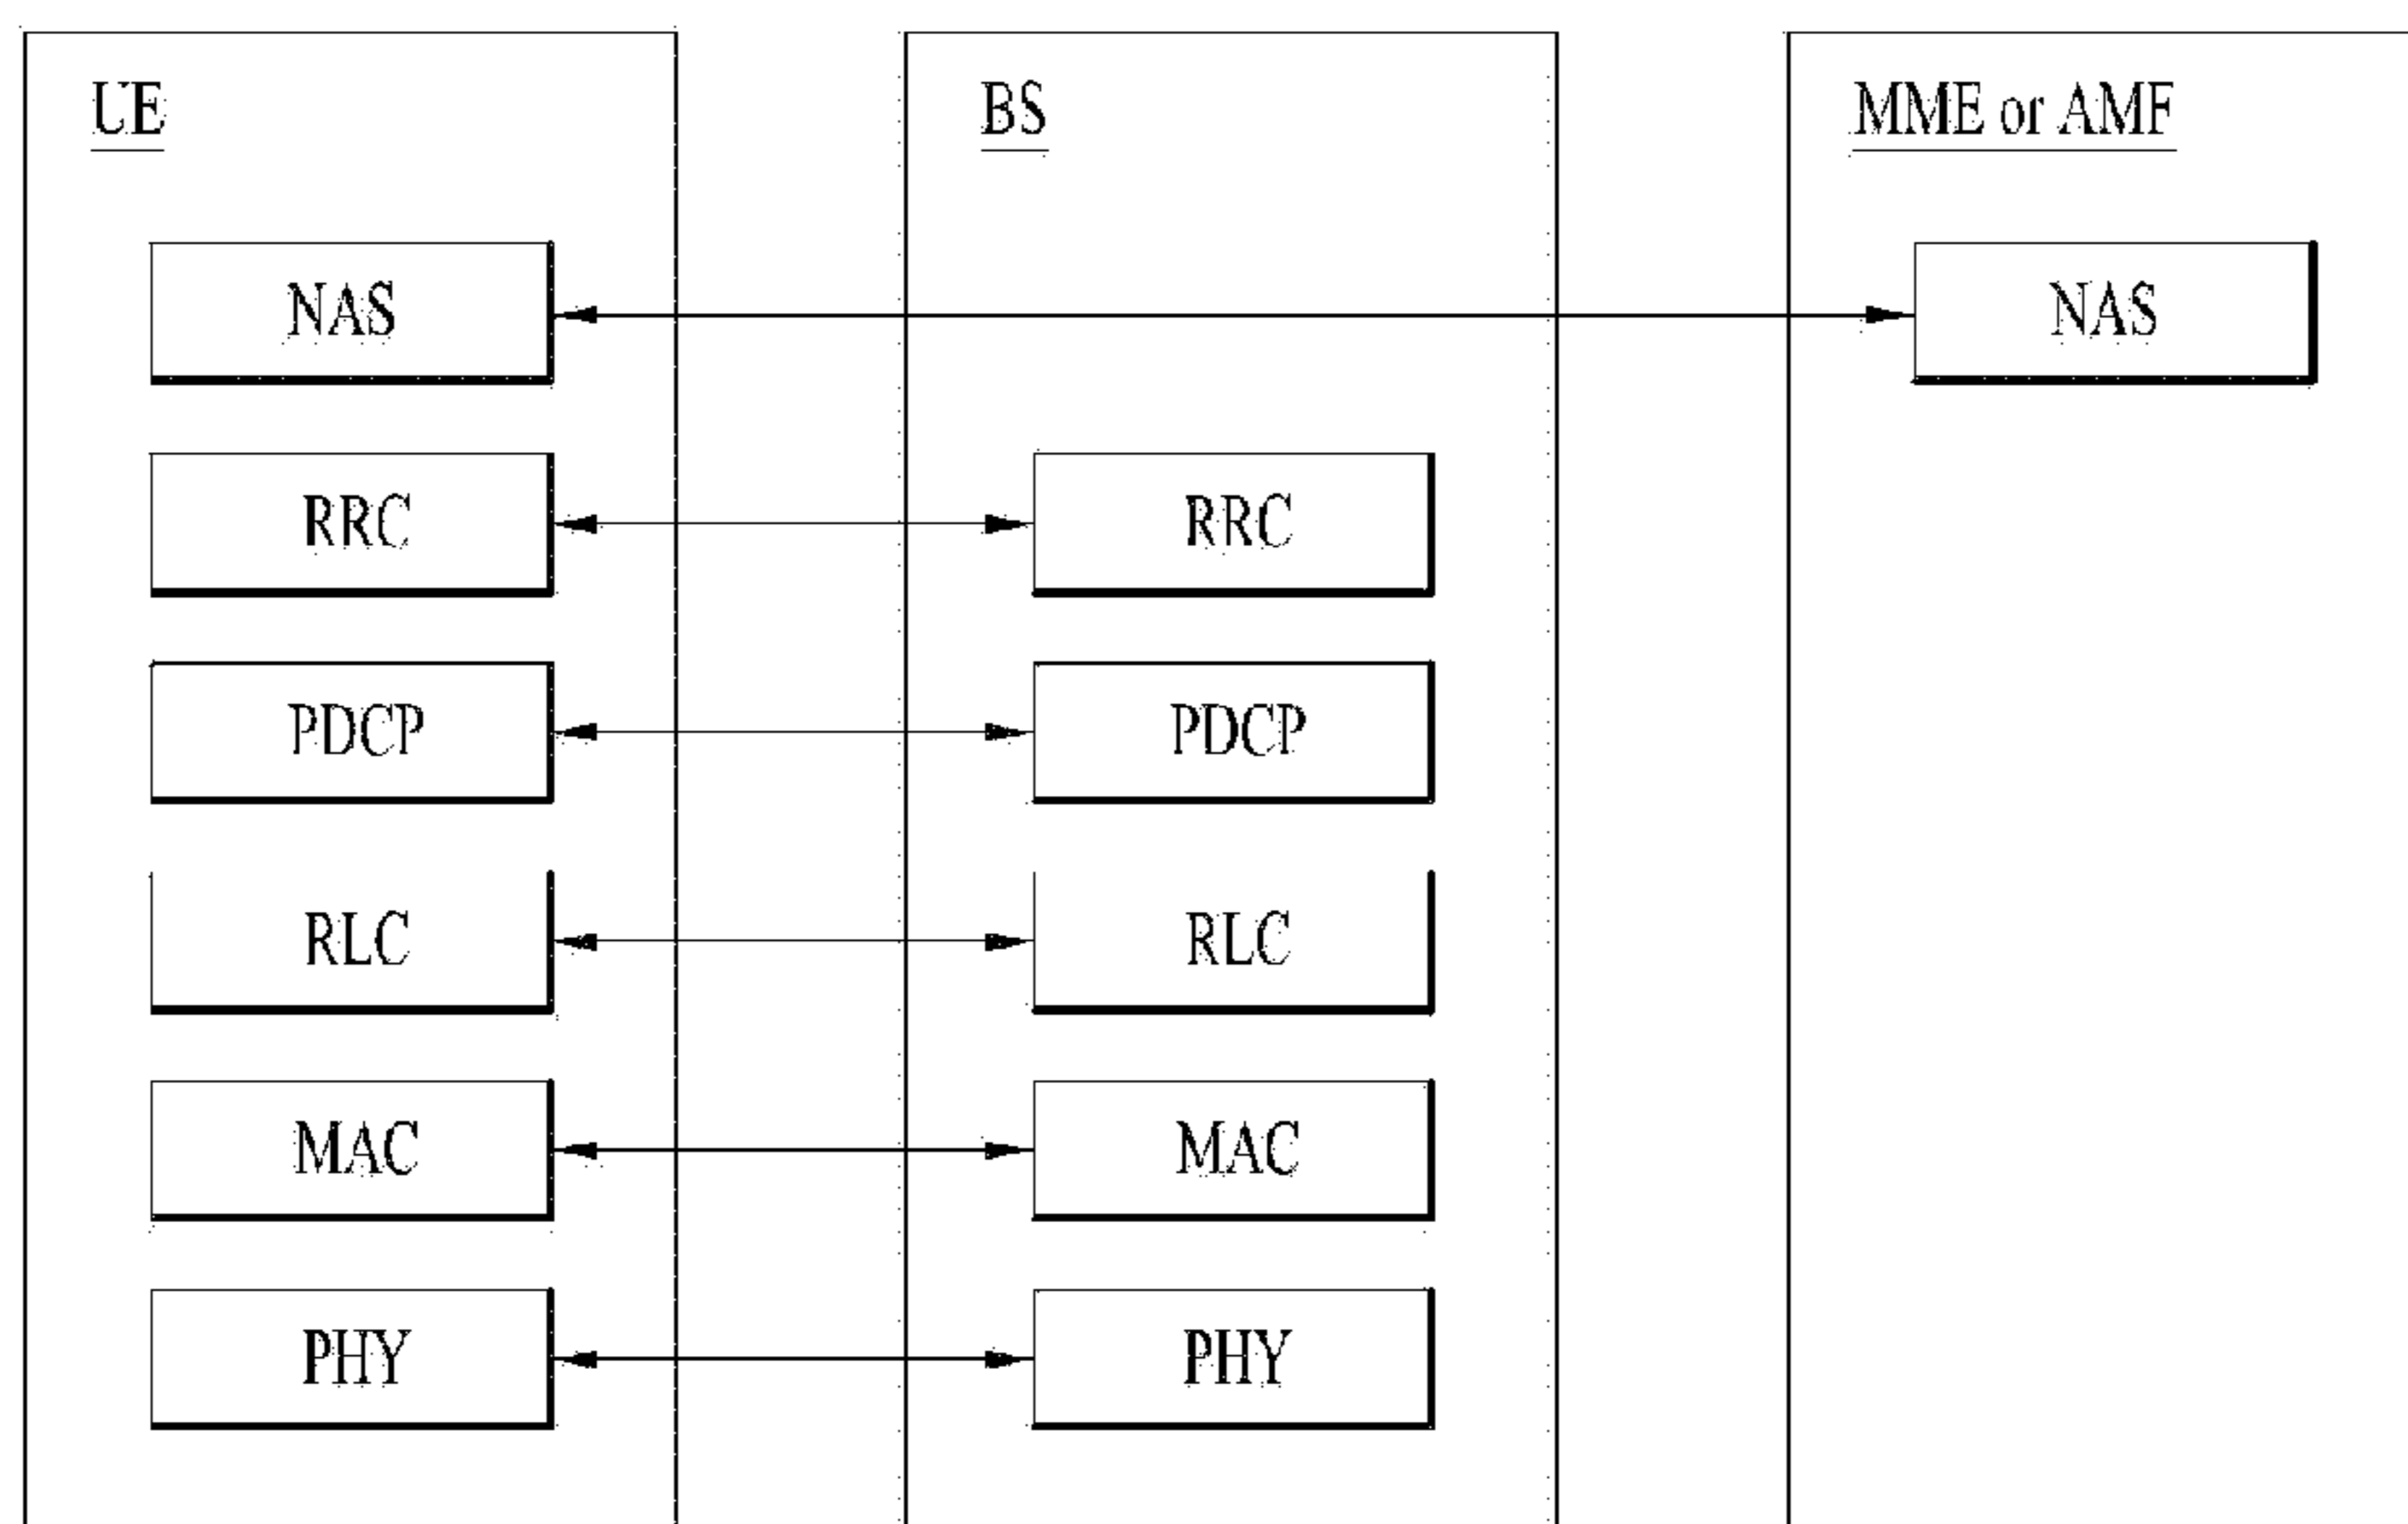 UE
BS
MME or AMF
NAS
NAS
RRC
RRC
PDCP
PDCP
RLC
RLC
MAC
MAC
PHY
PHY